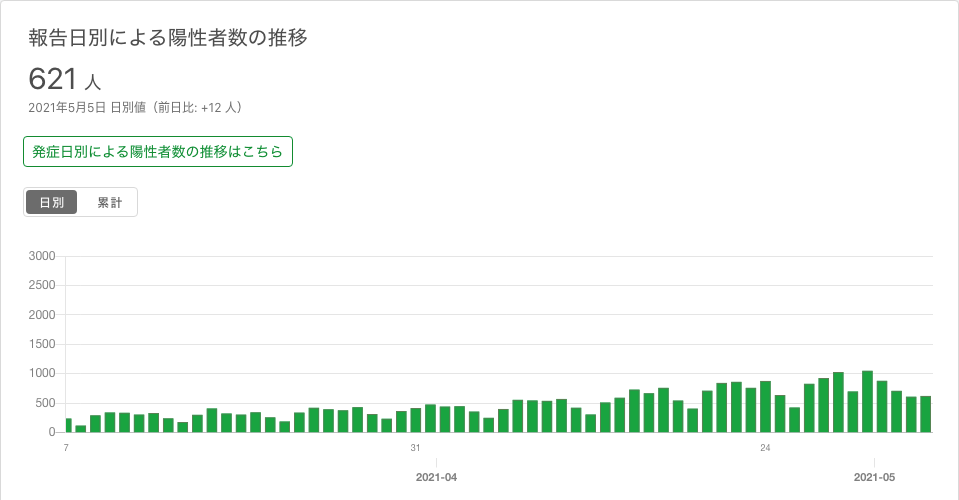 報告日別による陽性者数の推移
621 人
2021年5月5日 日別値（前日比: +12 人）
発症日別による陽性者数の推移はこちら
日別 累計
3000
2500
2000
1500
1000
500
0
7 31 24
2021-04 2021-05